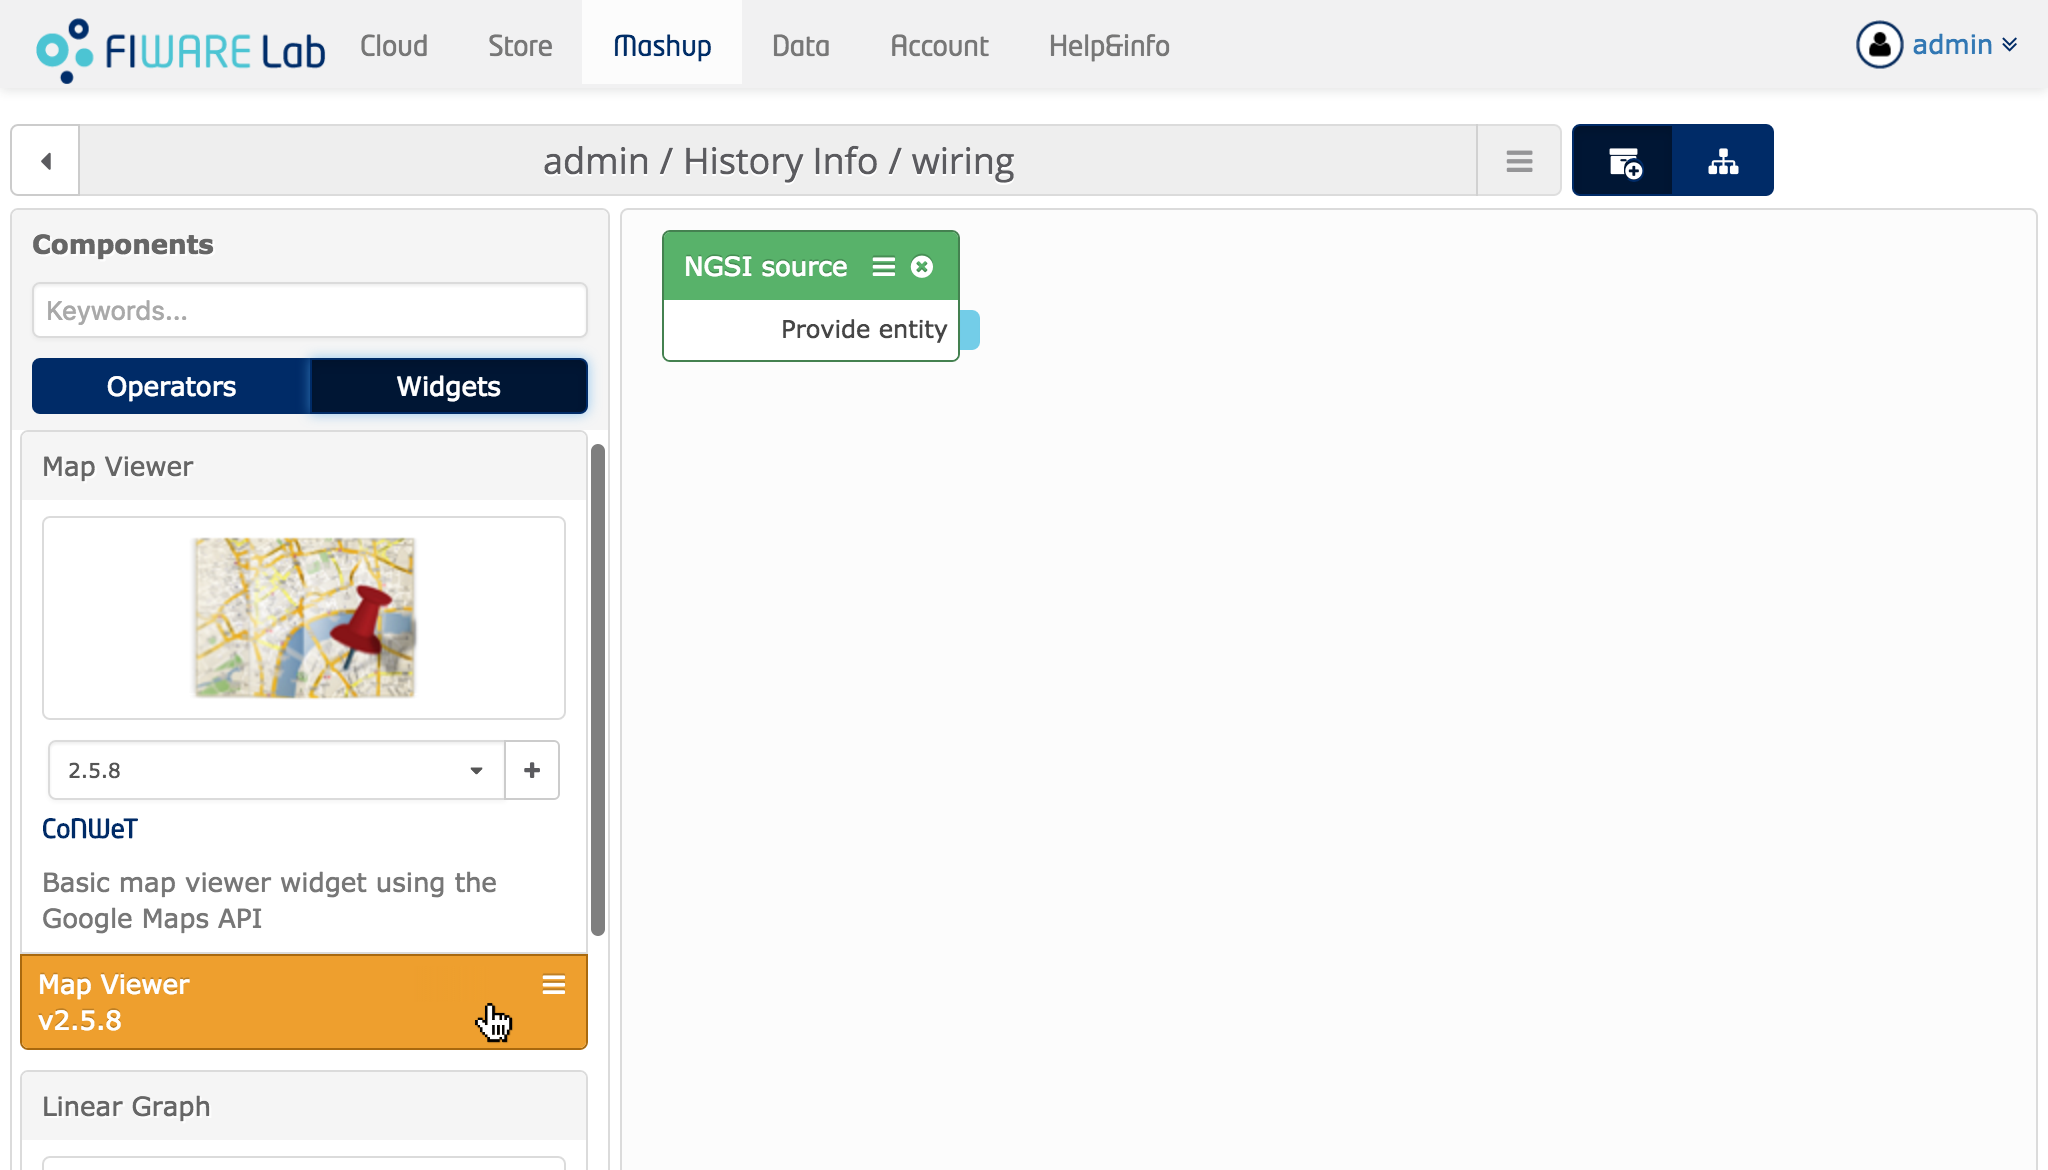 FIWARE Lab
Cloud
Store
Mashup
Data
Account
Help&info
admin
admin / History Info / wiring
Components
Keywords...
Operators
Widgets
Map Viewer
2.5.8
CoNWeT
Basic map viewer widget using the
Google Maps API
Map Viewer
v2.5.8
Linear Graph
NGSI source
Provide entity